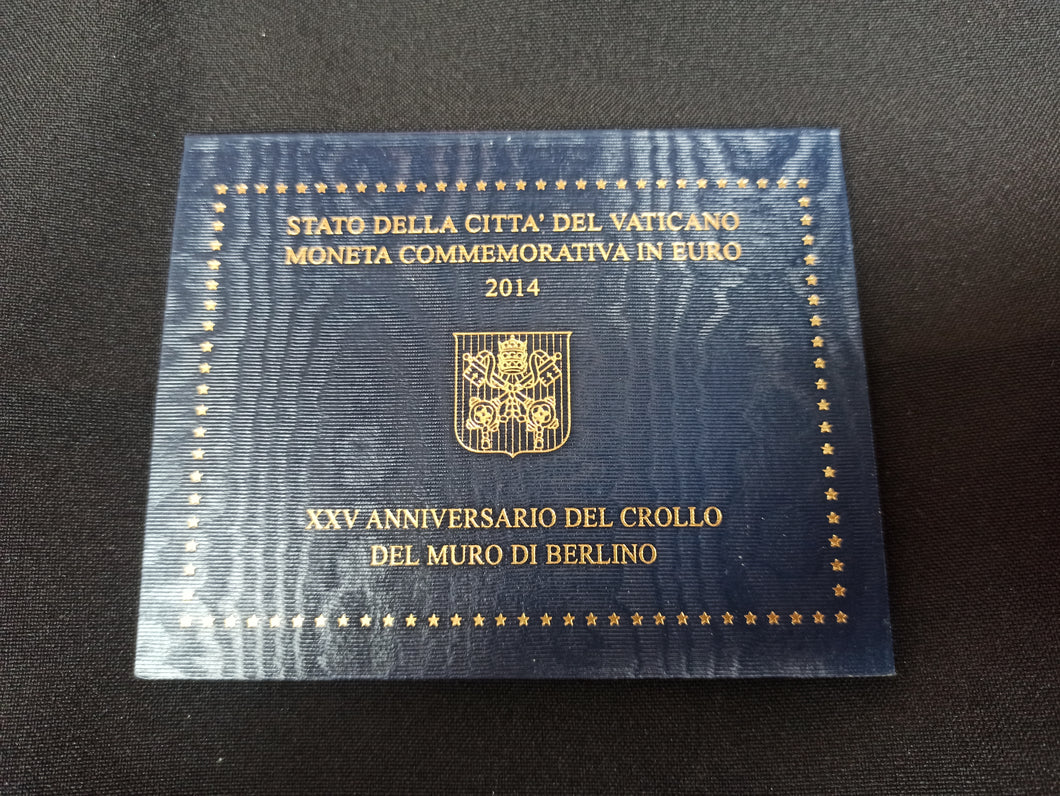 STATO DELLA CITTA' DEL VATICANO
MONETA COMMEMORATIVA IN EURO
2014
XXV ANNIVERSARIO DEL CROLLO
DEL MURO DI BERLINO